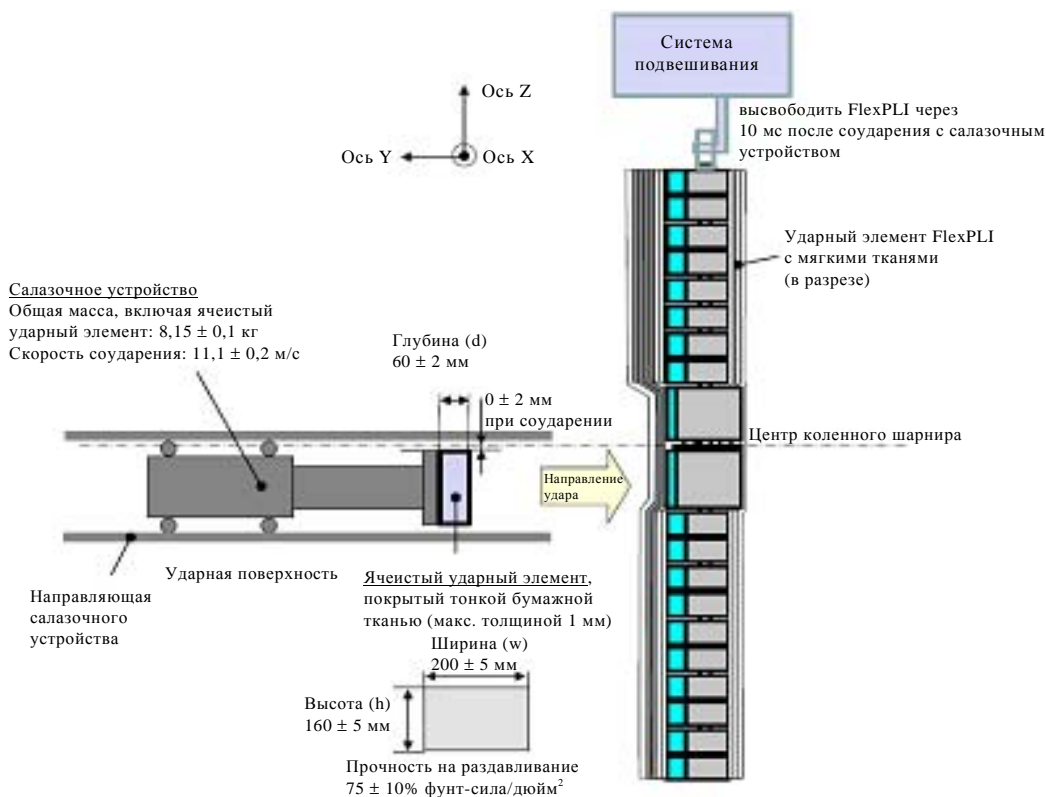 Система
подвешивания
Ось Z
высвободить FlexPLI через
10 мс после соударения с салазочным
устройством
Ось Y
Ось X
Ударный элемент FlexPLI
с мягкими тканями
(в разрезе)
Салазочное устройство
Общая масса, включая ячеистый
ударный элемент: 8,15 ± 0,1 кг
Скорость соударения: 11,1 ± 0,2 м/с
Глубина (d)
60 ± 2 мм
0 ± 2 мм
при соударении
Центр коленного шарнира
Направление
удара
Ударная поверхность
Направляющая
салазочного
устройства
Ячеистый ударный элемент,
покрытый тонкой бумажной
тканью (макс. толщиной 1 мм)
Ширина (w)
200 ± 5 мм
Высота (h)
160 ± 5 мм
Прочность на раздавливание
75 ± 10% фунт-сила/дюйм²